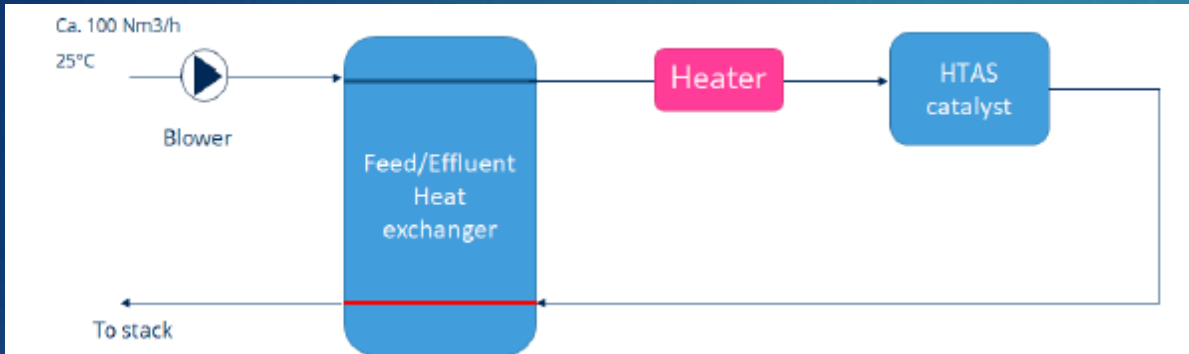 Ca. 100 Nm3/h
25°C
Blower
Feed/Effluent
Heat
exchanger
Heater
HTAS
catalyst
To stack